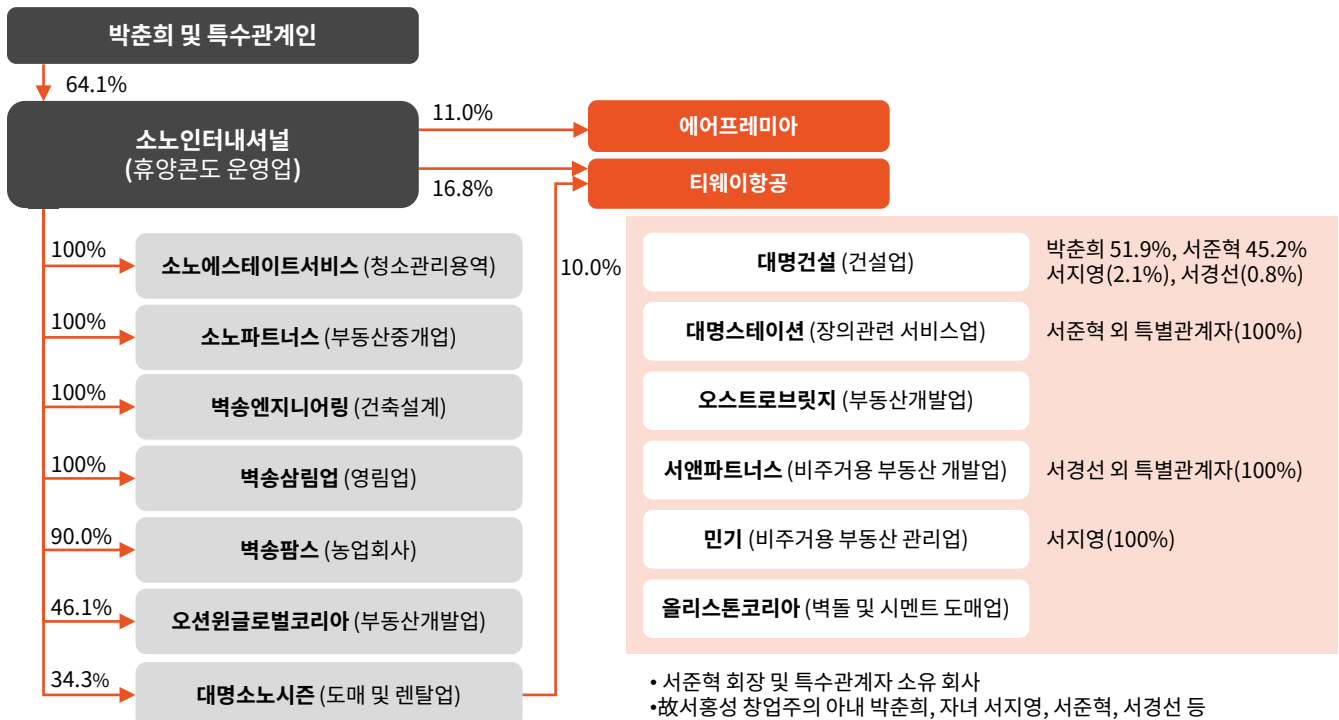 박춘희 및 특수관계인
64.1%
소노인터내셔널
(휴양콘도 운영업)
11.0%
에어프레미아
16.8%
티웨이항공
100%
소노에스테이트서비스 (청소관리용역)
100%
소노파트너스 (부동산중개업)
100%
벽송엔지니어링 (건축설계)
100%
벽송삼림업 (영림업)
90.0%
벽송팜스 (농업회사)
46.1%
오션윈글로벌코리아 (부동산개발업)
34.3%
대명소노시즌 (도매 및 렌탈업)
10.0%
대명건설 (건설업)
박춘희 51.9%, 서준혁 45.2%
서지영(2.1%), 서경선(0.8%)
대명스테이션 (장의관련 서비스업)
서준혁 외 특별관계자(100%)
오스트로브릿지 (부동산개발업)
서앤파트너스 (비주거용 부동산 개발업)
서경선 외 특별관계자(100%)
민기 (비주거용 부동산 관리업)
서지영(100%)
올리스톤코리아 (벽돌 및 시멘트 도매업)
• 서준혁 회장 및 특수관계자 소유 회사
•故서홍성 창업주의 아내 박춘희, 자녀 서지영, 서준혁, 서경선 등